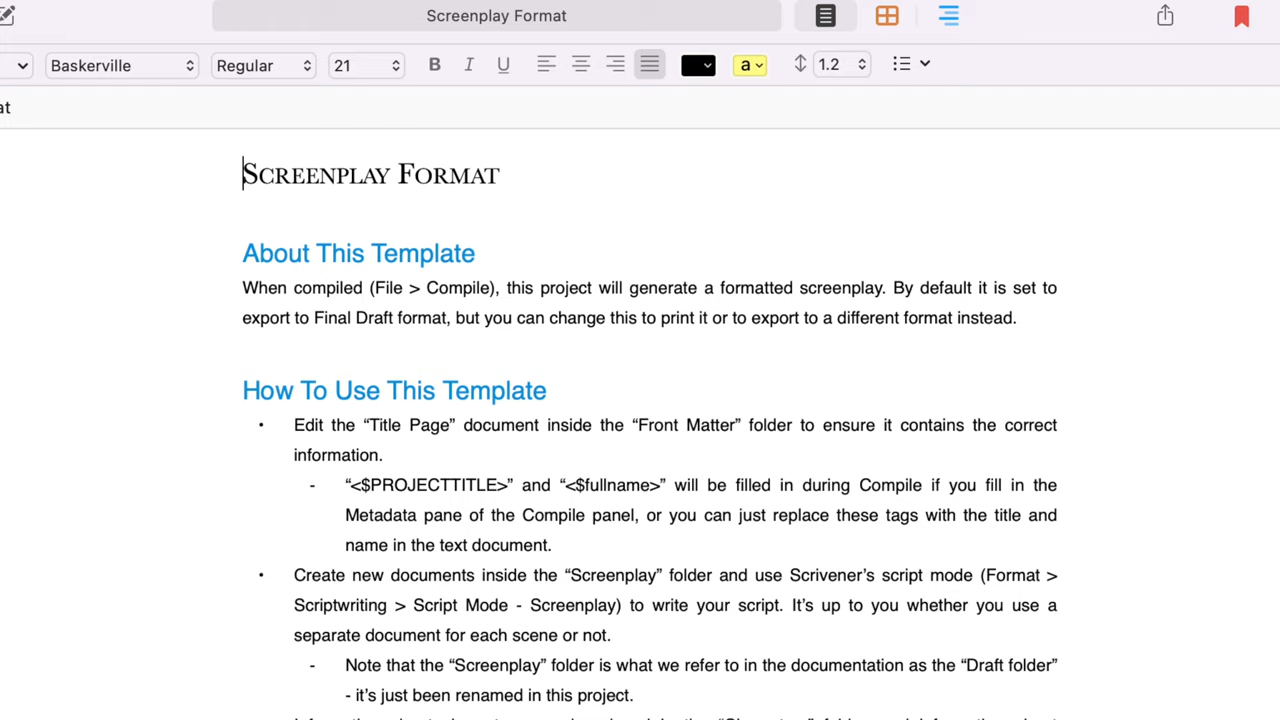 Screenplay Format
Baskerville Regular 21 B I U a 1.2
at
SCREENPLAY FORMAT
About This Template
When compiled (File > Compile), this project will generate a formatted screenplay. By default it is set to
export to Final Draft format, but you can change this to print it or to export to a different format instead.
How To Use This Template
• Edit the “Title Page” document inside the “Front Matter” folder to ensure it contains the correct
information.
- “<$PROJECTTITLE>” and “<$fullname>” will be filled in during Compile if you fill in the
Metadata pane of the Compile panel, or you can just replace these tags with the title and
name in the text document.
• Create new documents inside the “Screenplay” folder and use Scrivener’s script mode (Format >
Scriptwriting > Script Mode - Screenplay) to write your script. It’s up to you whether you use a
separate document for each scene or not.
- Note that the “Screenplay” folder is what we refer to in the documentation as the “Draft folder”
- it’s just been renamed in this project.